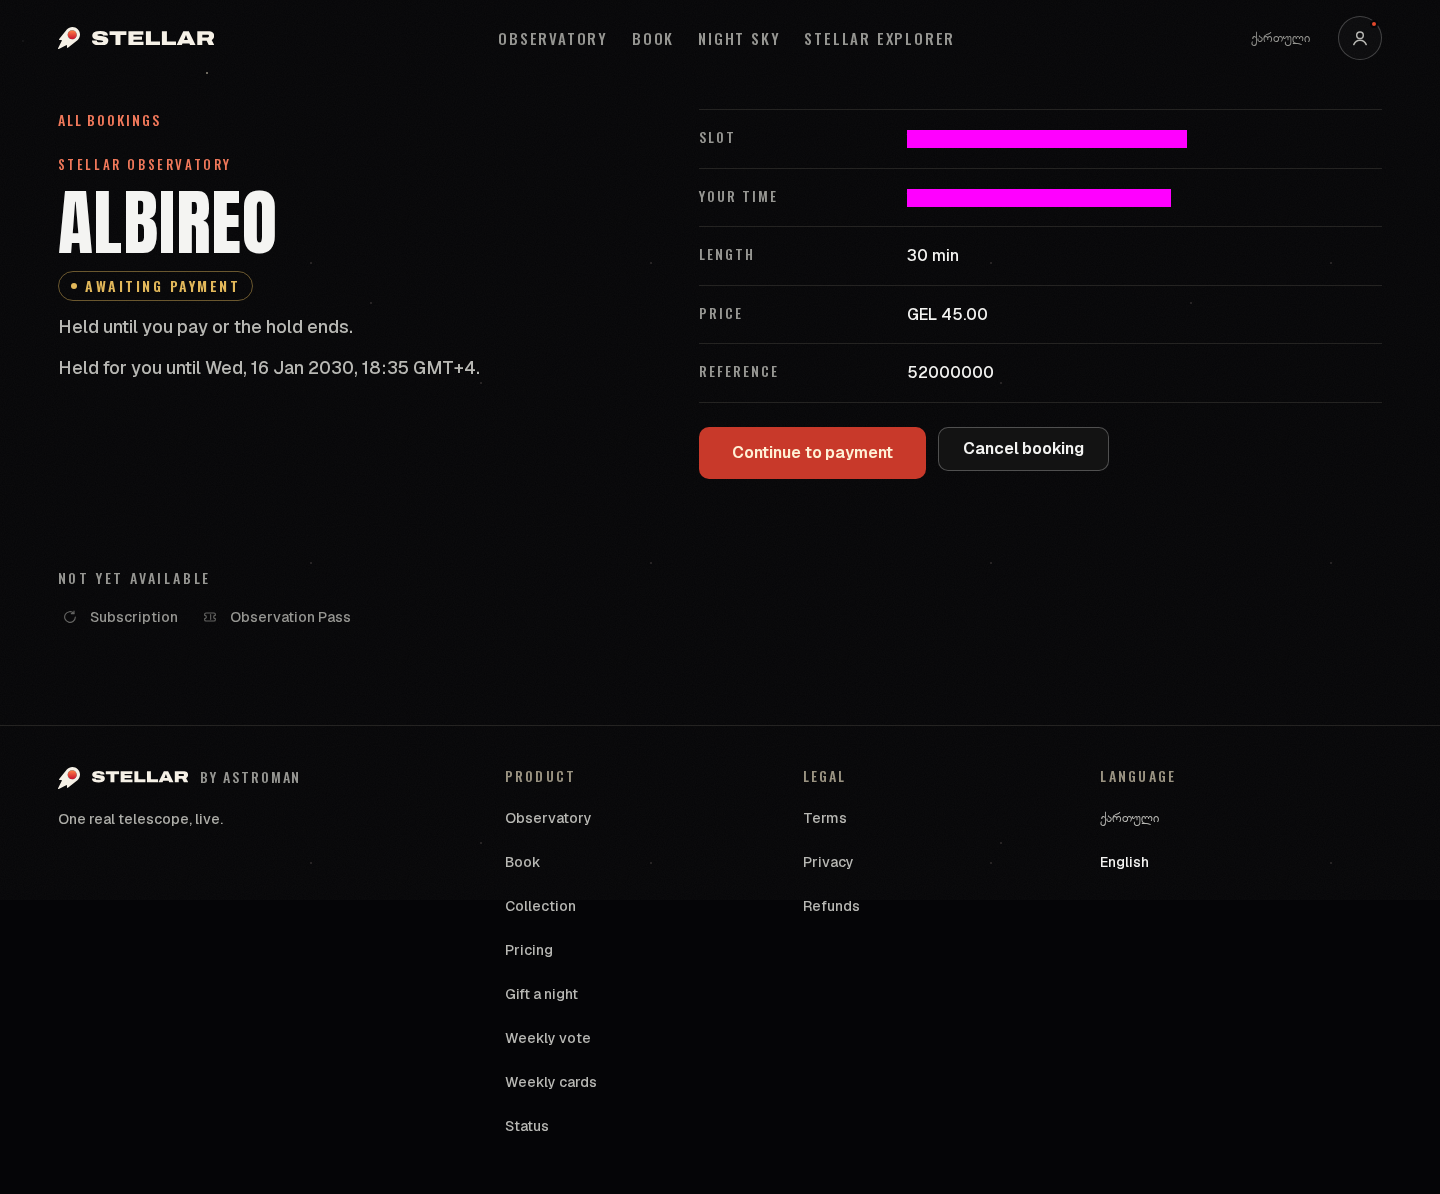 STELLAR
OBSERVATORY BOOK NIGHT SKY STELLAR EXPLORER
ქართული
ALL BOOKINGS
STELLAR OBSERVATORY
ALBIREO
AWAITING PAYMENT
Held until you pay or the hold ends.
Held for you until Wed, 16 Jan 2030, 18:35 GMT+4.
SLOT
YOUR TIME
LENGTH 30 min
PRICE GEL 45.00
REFERENCE 52000000
Continue to payment Cancel booking
NOT YET AVAILABLE
Subscription Observation Pass
STELLAR BY ASTROMAN
One real telescope, live.
PRODUCT
Observatory
Book
Collection
Pricing
Gift a night
Weekly vote
Weekly cards
Status
LEGAL
Terms
Privacy
Refunds
LANGUAGE
ქართული
English